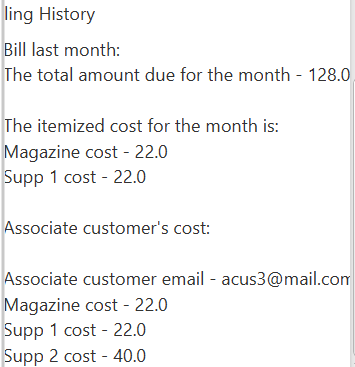 ling History
Bill last month:
The total amount due for the month - 128.0
The itemized cost for the month is:
Magazine cost - 22.0
Supp 1 cost - 22.0
Associate customer's cost:
Associate customer email - acus3@mail.com
Magazine cost - 22.0
Supp 1 cost - 22.0
Supp 2 cost - 40.0